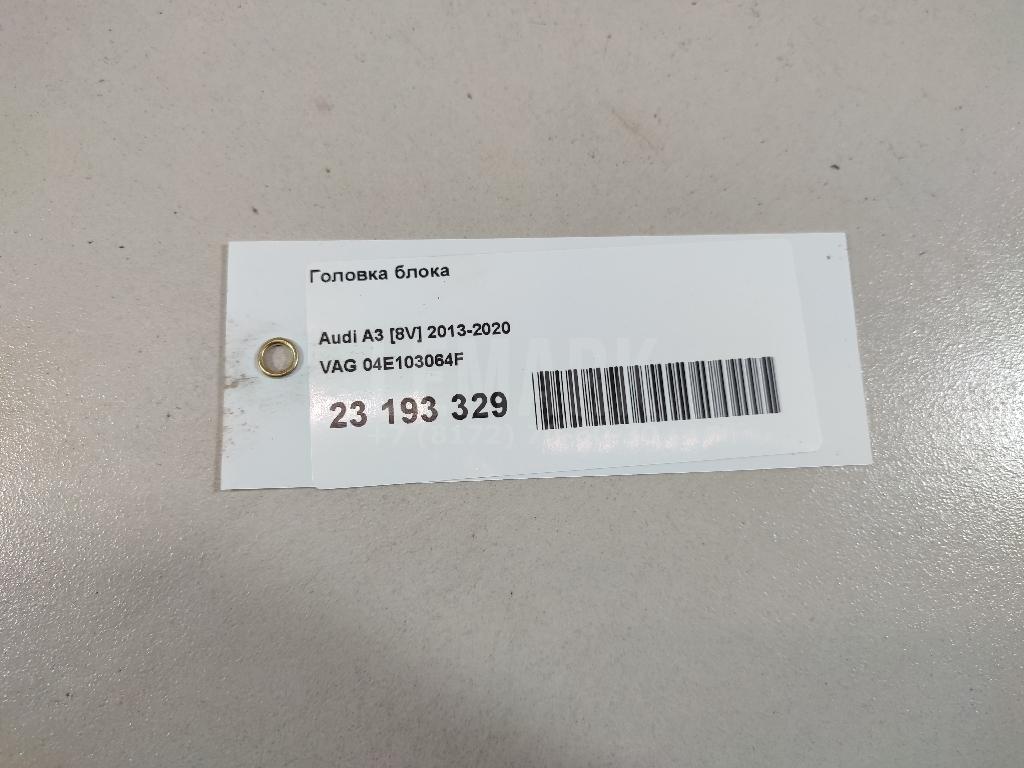 Головка блока
Audi A3 [8V] 2013-2020
VAG 04E103064F
23 193 329